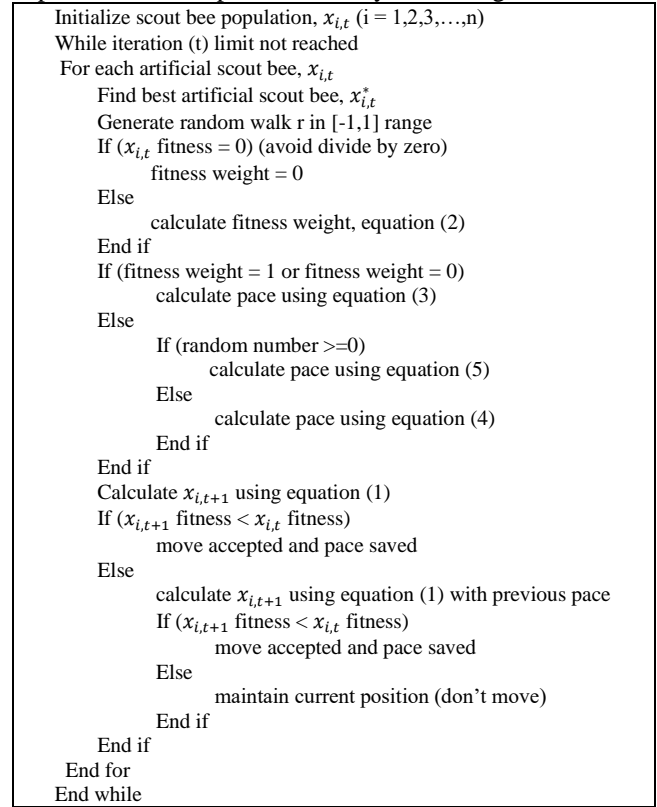 Initialize scout bee population, x_{i,t} (i = 1,2,3,…,n)
While iteration (t) limit not reached
For each artificial scout bee, x_{i,t}
Find best artificial scout bee, x*_{i,t}
Generate random walk r in [-1,1] range
If (x_{i,t} fitness = 0) (avoid divide by zero)
fitness weight = 0
Else
calculate fitness weight, equation (2)
End if
If (fitness weight = 1 or fitness weight = 0)
calculate pace using equation (3)
Else
If (random number >=0)
calculate pace using equation (5)
Else
calculate pace using equation (4)
End if
End if
Calculate x_{i,t+1} using equation (1)
If (x_{i,t+1} fitness < x_{i,t} fitness)
move accepted and pace saved
Else
calculate x_{i,t+1} using equation (1) with previous pace
If (x_{i,t+1} fitness < x_{i,t} fitness)
move accepted and pace saved
Else
maintain current position (don’t move)
End if
End if
End for
End while